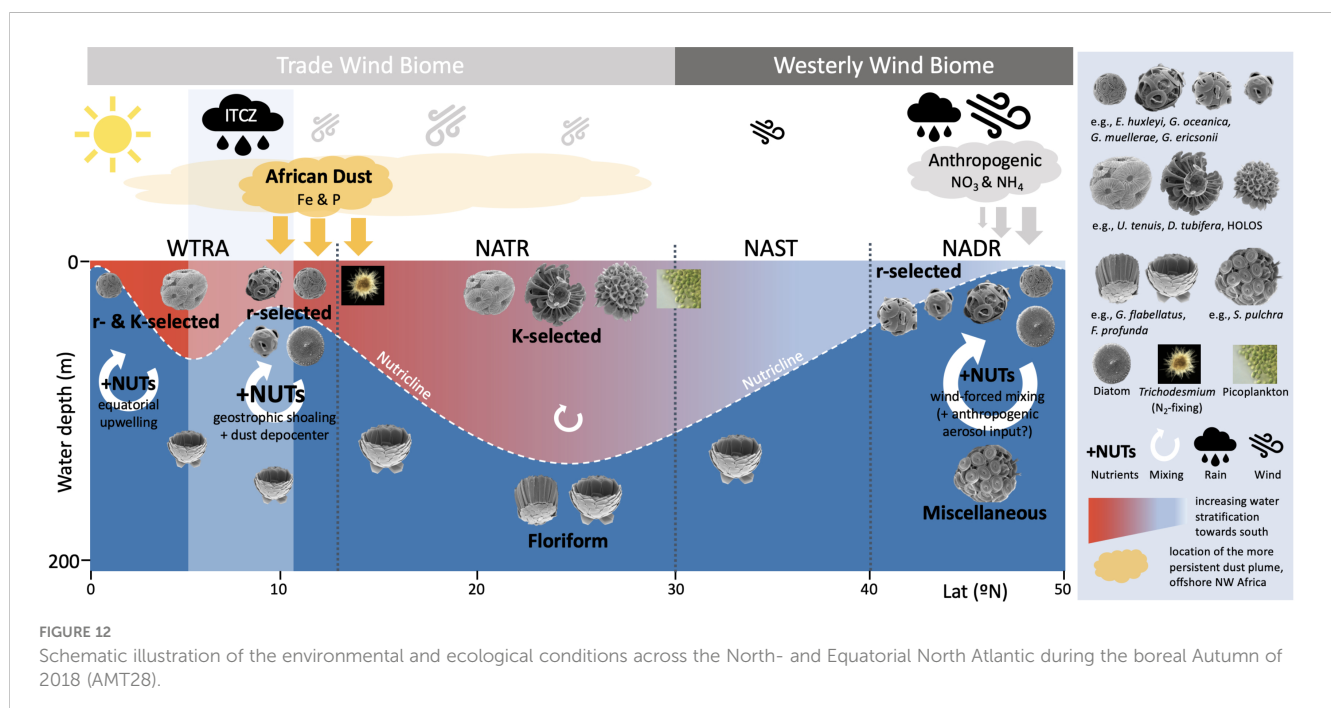 Trade Wind Biome
Westerly Wind Biome
ITCZ
African Dust
Fe & P
Anthropogenic
NO3 & NH4
WTRA
NATR
NAST
NADR
0
200
Water depth (m)
r- & K-selected
r-selected
K-selected
r-selected
Nutricline
Nutricline
+NUTs
equatorial
upwelling
+NUTs
geostrophic shoaling
+ dust depocenter
+NUTs
wind-forced mixing
(+ anthropogenic
aerosol input?)
Floriform
Miscellaneous
0
10
20
30
40
Lat (ºN)
50
e.g., E. huxleyi, G. oceanica,
G. muellerae, G. ericsonii
e.g., U. tenuis, D. tubifera, HOLOS
e.g., G. flabellatus,
F. profunda
e.g., S. pulchra
Diatom
Trichodesmium
(N2-fixing)
Picoplankton
+NUTs
Nutrients
Mixing
Rain
Wind
increasing water
stratification
towards south
location of the more
persistent dust plume,
offshore NW Africa
FIGURE 12
Schematic illustration of the environmental and ecological conditions across the North- and Equatorial North Atlantic during the boreal Autumn of
2018 (AMT28).